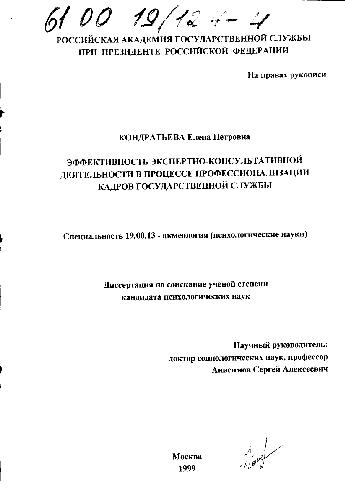 61 00 19/1247-4
РОССИЙСКАЯ АКАДЕМИЯ ГОСУДАРСТВЕННОЙ СЛУЖБЫ
ПРИ ПРЕЗИДЕНТЕ РОССИЙСКОЙ ФЕДЕРАЦИИ
На правах рукописи
КОНДРАТЬЕВА Елена Петровна
ЭФФЕКТИВНОСТЬ ЭКСПЕРТНО-КОНСУЛЬТАТИВНОЙ
ДЕЯТЕЛЬНОСТИ В ПРОЦЕССЕ ПРОФЕССИОНАЛИЗАЦИИ
КАДРОВ ГОСУДАРСТВЕННОЙ СЛУЖБЫ
Специальность 19.00.13 - акмеология (психологические науки)
Диссертация на соискание ученой степени
кандидата психологических наук
Научный руководитель:
доктор социологических наук, профессор
Анисимов Сергей Алексеевич
Москва
1999